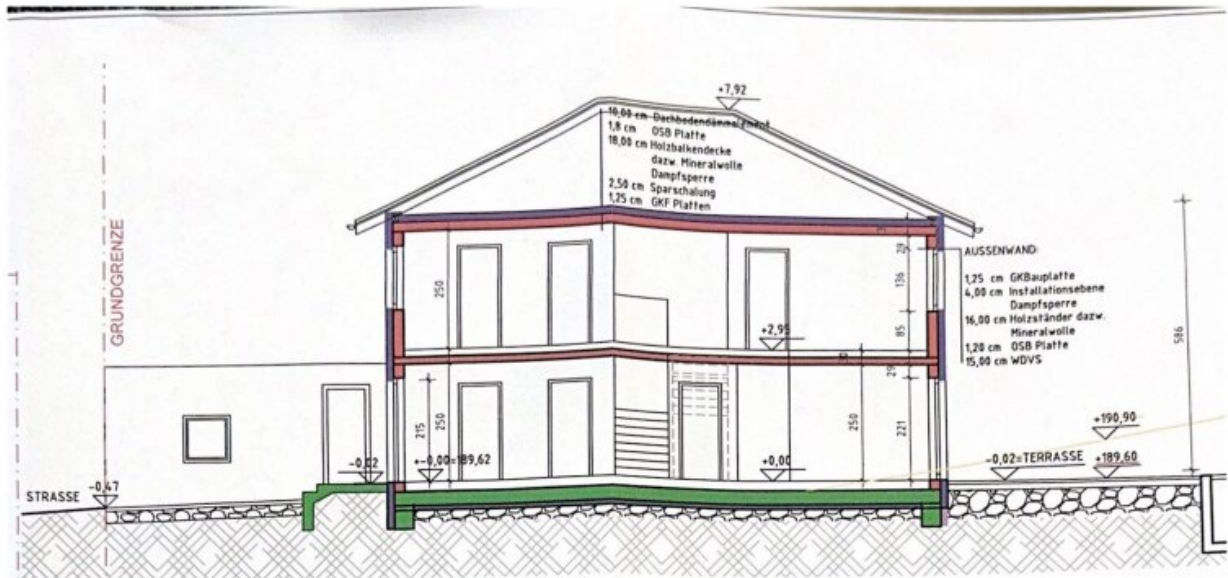 +7,92
10,00 cm Dachbodendämmelement
1,8 cm OSB Platte
18,00 cm Holzbalkendecke
dazw. Mineralwolle
Dampfsperre
2,50 cm Sparschalung
1,25 cm GKF Platten
GRUNDGRENZE
AUSSENWAND:
1,25 cm GKBauplatte
4,00 cm Installationsebene
Dampfsperre
16,00 cm Holzständer dazw.
Mineralwolle
1,20 cm OSB Platte
15,00 cm WDVS
29
136
85
250
+2,95
586
29
215
250
250
221
+190,90
-0,02
+-0,00=189,62
+0,00
-0,02=TERRASSE
+189,60
STRASSE
-0,47